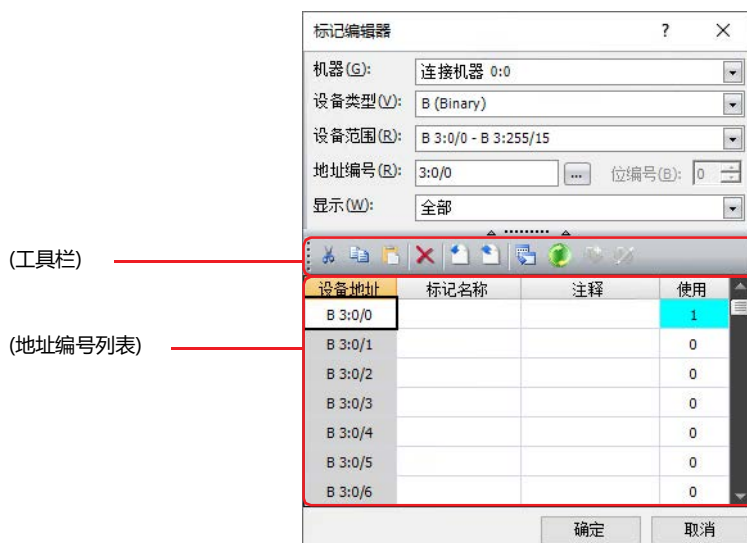 标记编辑器 ?
机器(G): 连接机器 0:0
设备类型(V): B (Binary)
设备范围(R): B 3:0/0 - B 3:255/15
地址编号(R): 3:0/0 ... 位编号(B): 0
显示(W): 全部
(工具栏)
设备地址 标记名称 注释 使用
B 3:0/0 1
(地址编号列表)
B 3:0/1 0
B 3:0/2 0
B 3:0/3 0
B 3:0/4 0
B 3:0/5 0
B 3:0/6 0
确定 取消